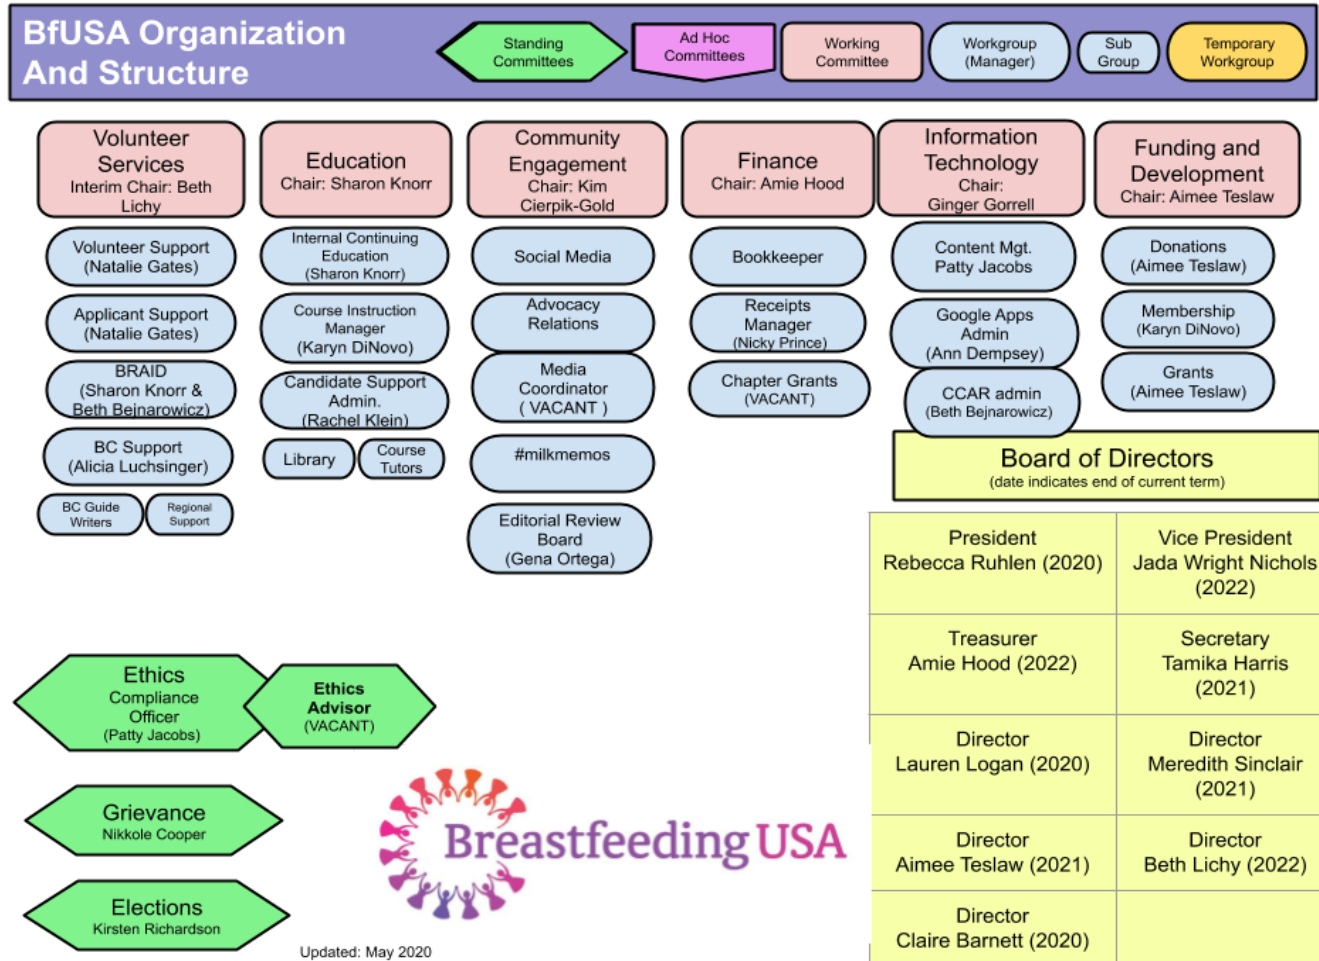 BfUSA Organization
And Structure
Standing
Committees
Ad Hoc
Committees
Working
Committee
Workgroup
(Manager)
Sub
Group
Temporary
Workgroup
Volunteer
Services
Interim Chair: Beth
Lichy
Volunteer Support
(Natalie Gates)
Applicant Support
(Natalie Gates)
BRAID
(Sharon Knorr &
Beth Bejnarowicz)
BC Support
(Alicia Luchsinger)
BC Guide
Writers
Regional
Support
Education
Chair: Sharon Knorr
Internal Continuing
Education
(Sharon Knorr)
Course Instruction
Manager
(Karyn DiNovo)
Candidate Support
Admin.
(Rachel Klein)
Library
Course
Tutors
Community
Engagement
Chair: Kim
Cierpik-Gold
Social Media
Advocacy
Relations
Media
Coordinator
( VACANT )
#milkmemos
Editorial Review
Board
(Gena Ortega)
Finance
Chair: Amie Hood
Bookkeeper
Receipts
Manager
(Nicky Prince)
Chapter Grants
(VACANT)
Information
Technology
Chair:
Ginger Gorrell
Content Mgt.
Patty Jacobs
Google Apps
Admin
(Ann Dempsey)
CCAR admin
(Beth Bejnarowicz)
Funding and
Development
Chair: Aimee Teslaw
Donations
(Aimee Teslaw)
Membership
(Karyn DiNovo)
Grants
(Aimee Teslaw)
Board of Directors
(date indicates end of current term)
President
Rebecca Ruhlen (2020)
Vice President
Jada Wright Nichols
(2022)
Treasurer
Amie Hood (2022)
Secretary
Tamika Harris
(2021)
Director
Lauren Logan (2020)
Director
Meredith Sinclair
(2021)
Director
Aimee Teslaw (2021)
Director
Beth Lichy (2022)
Director
Claire Barnett (2020)
Ethics
Compliance
Officer
(Patty Jacobs)
Ethics
Advisor
(VACANT)
Grievance
Nikkole Cooper
Elections
Kirsten Richardson
Breastfeeding USA
Updated: May 2020